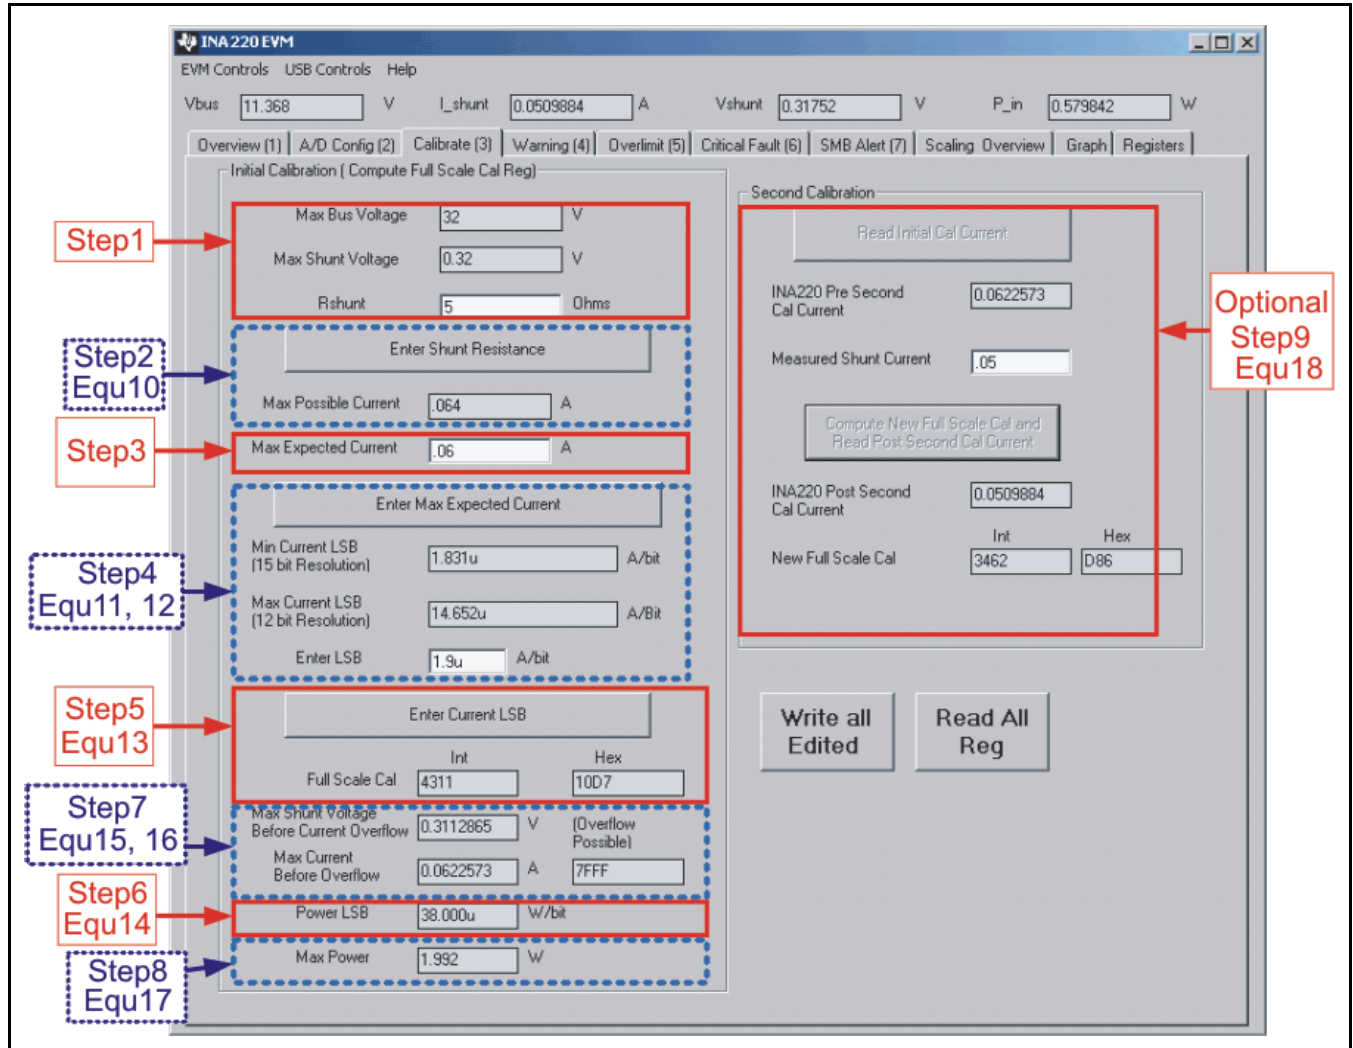 INA220 EVM
EVM Controls USB Controls Help
Vbus 11.368 V I_shunt 0.0509884 A Vshunt 0.31752 V P_in 0.579842 W
Overview (1) A/D Config (2) Calibrate (3) Warning (4) Overlimit (5) Critical Fault (6) SMB Alert (7) Scaling Overview Graph Registers
Initial Calibration ( Compute Full Scale Cal Reg)
Step1
Max Bus Voltage 32 V
Max Shunt Voltage 0.32 V
Rshunt 5 Ohms
Step2
Equ10
Enter Shunt Resistance
Max Possible Current .064 A
Step3
Max Expected Current .06 A
Step4
Equ11, 12
Enter Max Expected Current
Min Current LSB
(15 bit Resolution) 1.831u A/bit
Max Current LSB
(12 bit Resolution) 14.652u A/Bit
Enter LSB 1.9u A/bit
Step5
Equ13
Enter Current LSB
Int Hex
Full Scale Cal 4311 10D7
Step7
Equ15, 16
Max Shunt Voltage
Before Current Overflow 0.3112865 V (Overflow
Possible)
Max Current
Before Overflow 0.0622573 A 7FFF
Step6
Equ14
Power LSB 38.000u W/bit
Step8
Equ17
Max Power 1.992 W
Second Calibration
Read Initial Cal Current
INA220 Pre Second
Cal Current 0.0622573
Measured Shunt Current .05
Compute New Full Scale Cal and
Read Post Second Cal Current
INA220 Post Second
Cal Current 0.0509884
Int Hex
New Full Scale Cal 3462 D86
Optional
Step9
Equ18
Write all
Edited
Read All
Reg